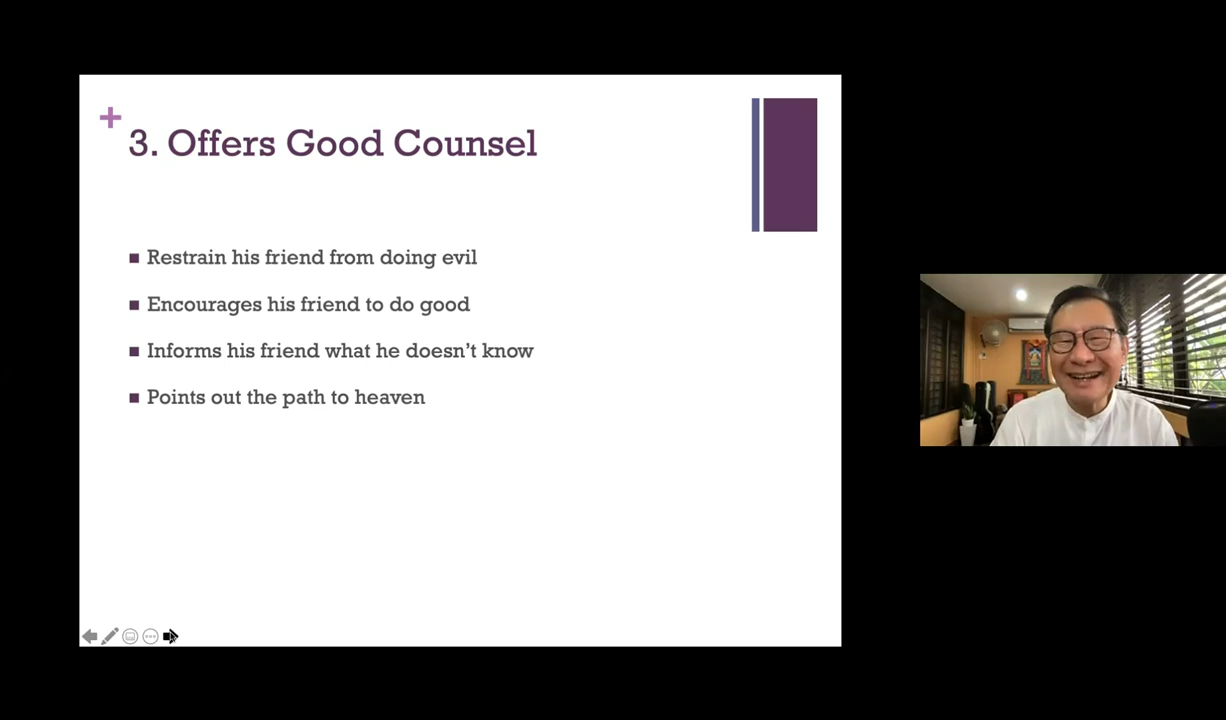 3. Offers Good Counsel
Restrain his friend from doing evil
Encourages his friend to do good
Informs his friend what he doesn't know
Points out the path to heaven